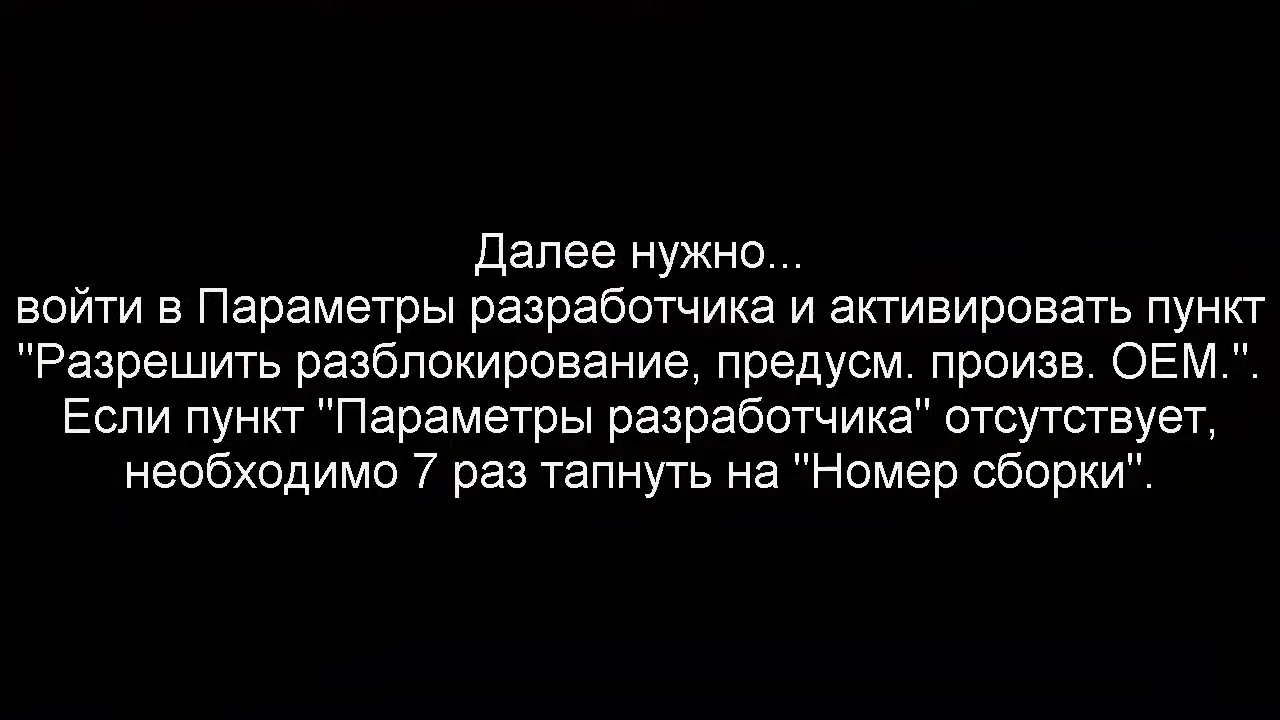 Далее нужно...
войти в Параметры разработчика и активировать пункт
"Разрешить разблокирование, предусм. произв. OEM.".
Если пункт "Параметры разработчика" отсутствует,
необходимо 7 раз тапнуть на "Номер сборки".